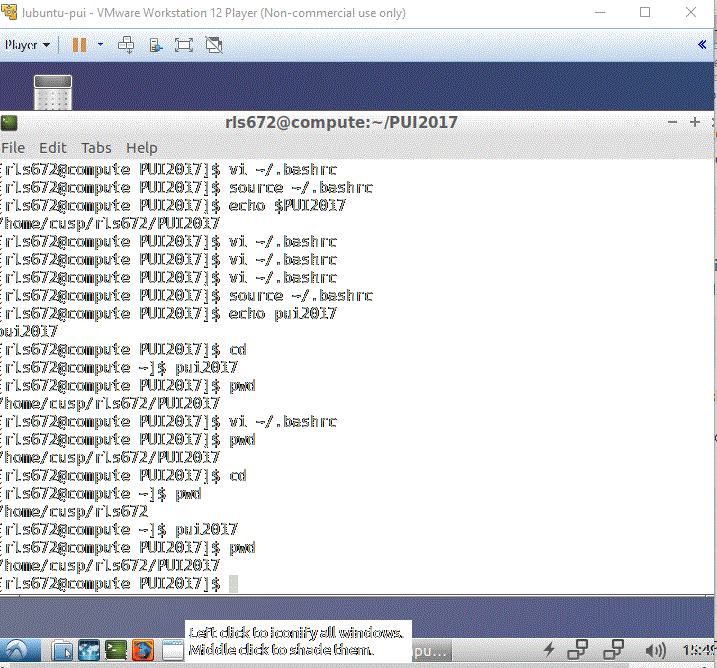 lubuntu-pui - VMware Workstation 12 Player (Non-commercial use only)
Player
rls672@compute:~/PUI2017
File Edit Tabs Help
[rls672@compute PUI2017]$ vi ~/.bashrc
[rls672@compute PUI2017]$ source ~/.bashrc
[rls672@compute PUI2017]$ echo $PUI2017
/home/cusp/rls672/PUI2017
[rls672@compute PUI2017]$ vi ~/.bashrc
[rls672@compute PUI2017]$ vi ~/.bashrc
[rls672@compute PUI2017]$ vi ~/.bashrc
[rls672@compute PUI2017]$ source ~/.bashrc
[rls672@compute PUI2017]$ echo pui2017
pui2017
[rls672@compute PUI2017]$ cd
[rls672@compute ~]$ pui2017
[rls672@compute PUI2017]$ pwd
/home/cusp/rls672/PUI2017
[rls672@compute PUI2017]$ vi ~/.bashrc
[rls672@compute PUI2017]$ pwd
/home/cusp/rls672/PUI2017
[rls672@compute PUI2017]$ cd
[rls672@compute ~]$ pwd
/home/cusp/rls672
[rls672@compute ~]$ pui2017
[rls672@compute PUI2017]$ pwd
/home/cusp/rls672/PUI2017
[rls672@compute PUI2017]$
Left click to iconify all windows.
Middle click to shade them.
pu...
15:49